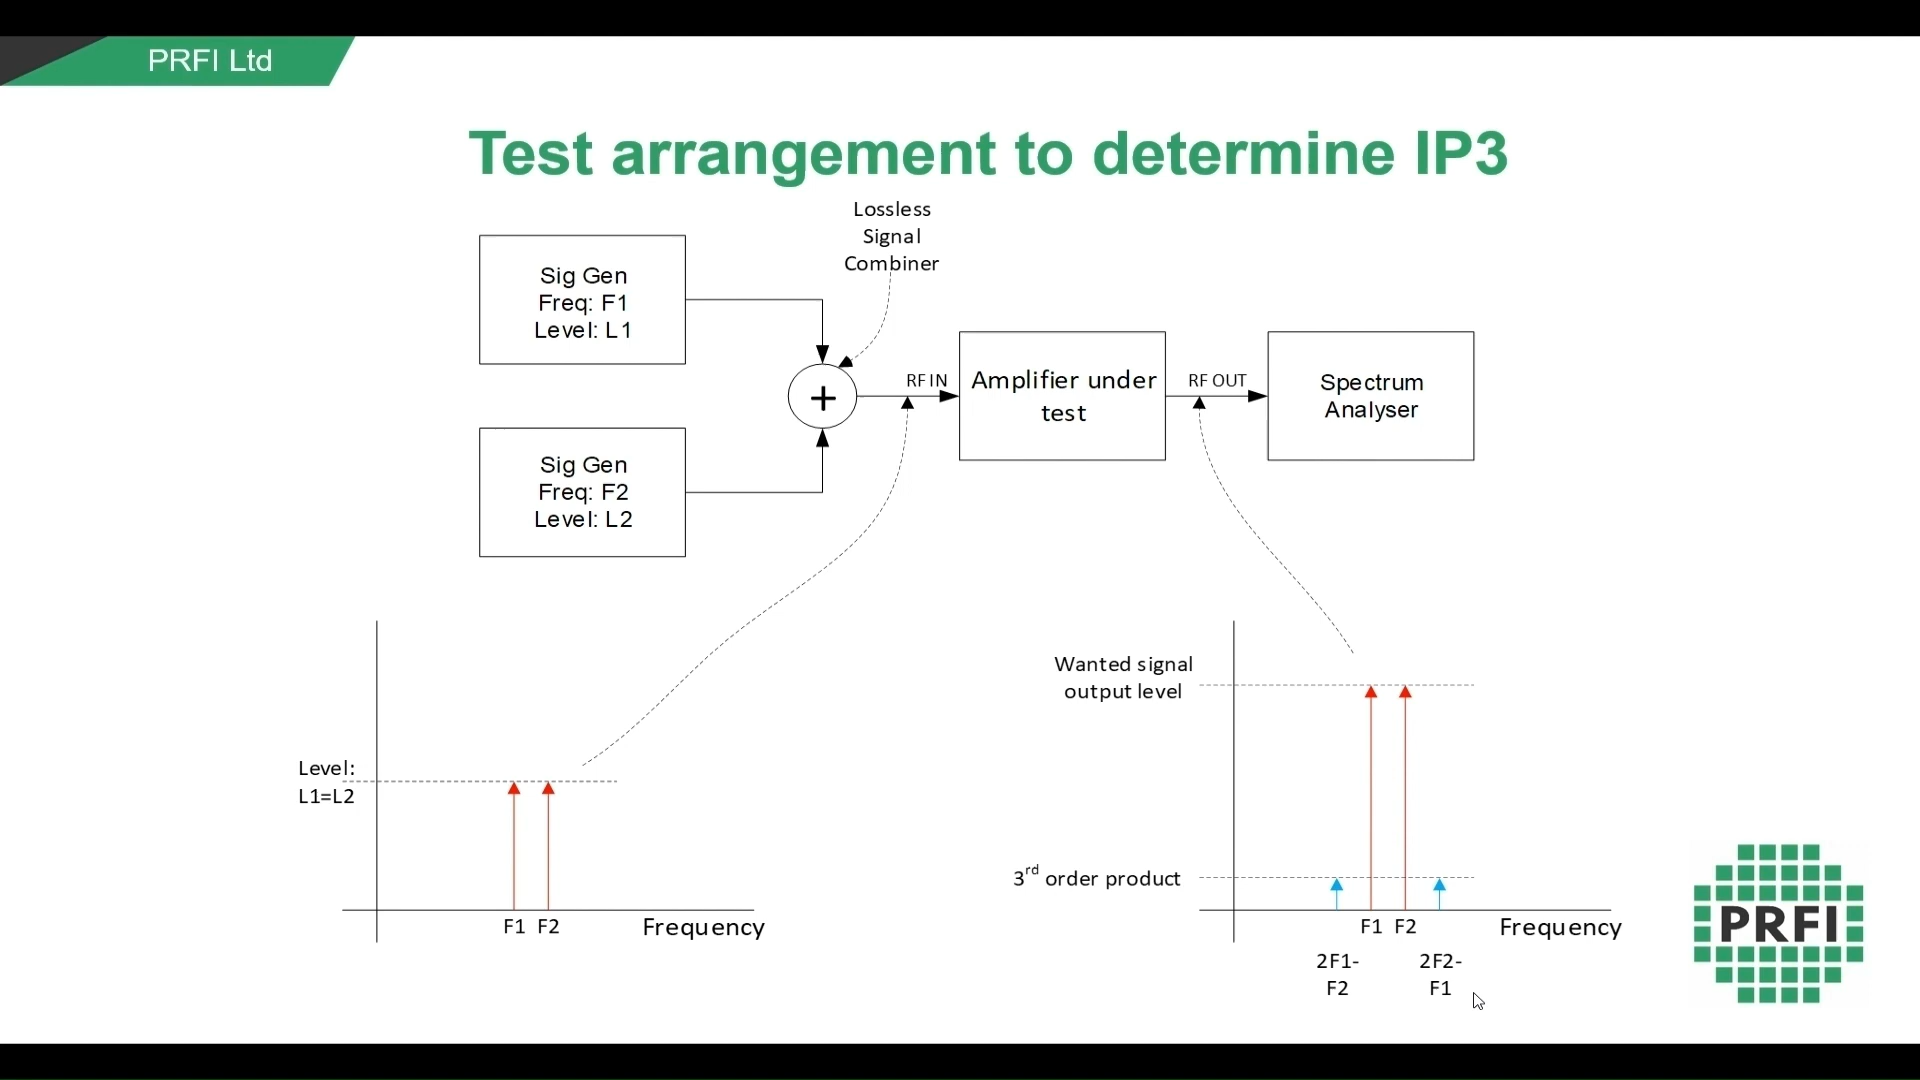 PRFI Ltd
Test arrangement to determine IP3
Lossless
Signal
Combiner
Sig Gen
Freq: F1
Level: L1
Sig Gen
Freq: F2
Level: L2
+
RF IN
Amplifier under
test
RF OUT
Spectrum
Analyser
Level:
L1=L2
F1 F2
Frequency
Wanted signal
output level
3rd order product
F1 F2
Frequency
2F1-
F2
2F2-
F1
PRFI